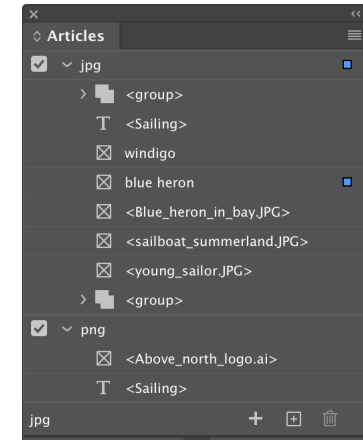 Articles
jpg
<group>
<Sailing>
windigo
blue heron
<Blue_heron_in_bay.JPG>
<sailboat_summerland.JPG>
<young_sailor.JPG>
<group>
png
<Above_north_logo.ai>
<Sailing>
jpg